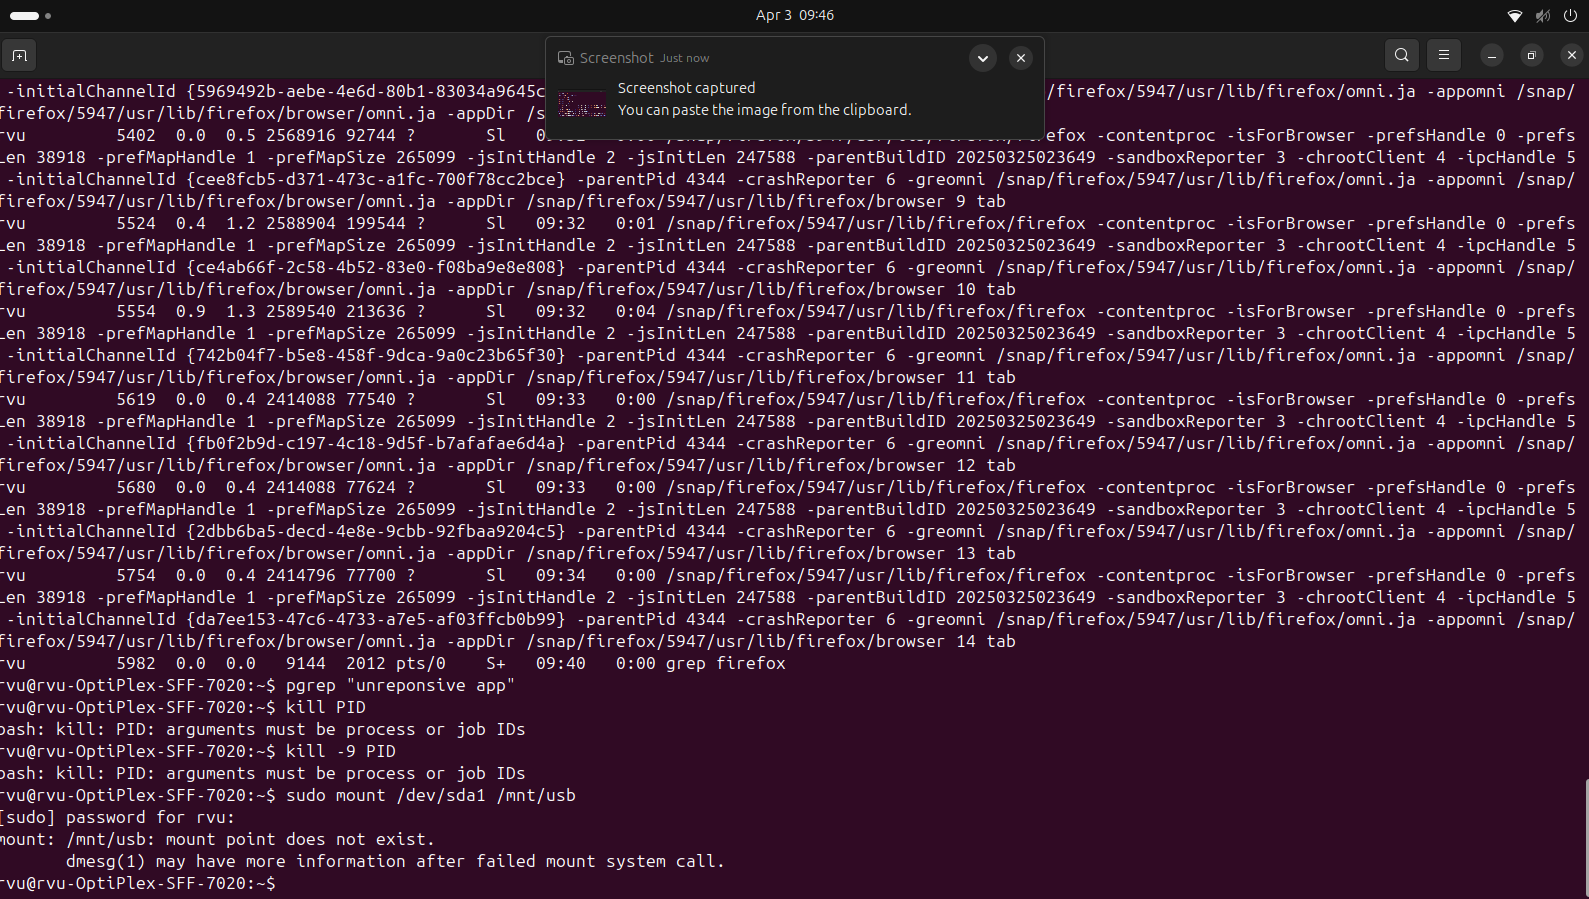 Apr 3 09:46
Screenshot Just now
Screenshot captured
You can paste the image from the clipboard.
-initialChannelId {5969492b-aebe-4e6d-80b1-83034a9645c /firefox/5947/usr/lib/firefox/omni.ja -appomni /snap/
firefox/5947/usr/lib/firefox/browser/omni.ja -appDir /s
rvu 5402 0.0 0.5 2568916 92744 ? Sl firefox -contentproc -isForBrowser -prefsHandle 0 -prefs
Len 38918 -prefMapHandle 1 -prefMapSize 265099 -jsInitHandle 2 -jsInitLen 247588 -parentBuildID 20250325023649 -sandboxReporter 3 -chrootClient 4 -ipcHandle 5
-initialChannelId {cee8fcb5-d371-473c-a1fc-700f78cc2bce} -parentPid 4344 -crashReporter 6 -greomni /snap/firefox/5947/usr/lib/firefox/omni.ja -appomni /snap/
firefox/5947/usr/lib/firefox/browser/omni.ja -appDir /snap/firefox/5947/usr/lib/firefox/browser 9 tab
rvu 5524 0.4 1.2 2588904 199544 ? Sl 09:32 0:01 /snap/firefox/5947/usr/lib/firefox/firefox -contentproc -isForBrowser -prefsHandle 0 -prefs
Len 38918 -prefMapHandle 1 -prefMapSize 265099 -jsInitHandle 2 -jsInitLen 247588 -parentBuildID 20250325023649 -sandboxReporter 3 -chrootClient 4 -ipcHandle 5
-initialChannelId {ce4ab66f-2c58-4b52-83e0-f08ba9e8e808} -parentPid 4344 -crashReporter 6 -greomni /snap/firefox/5947/usr/lib/firefox/omni.ja -appomni /snap/
firefox/5947/usr/lib/firefox/browser/omni.ja -appDir /snap/firefox/5947/usr/lib/firefox/browser 10 tab
rvu 5554 0.9 1.3 2589540 213636 ? Sl 09:32 0:04 /snap/firefox/5947/usr/lib/firefox/firefox -contentproc -isForBrowser -prefsHandle 0 -prefs
Len 38918 -prefMapHandle 1 -prefMapSize 265099 -jsInitHandle 2 -jsInitLen 247588 -parentBuildID 20250325023649 -sandboxReporter 3 -chrootClient 4 -ipcHandle 5
-initialChannelId {742b04f7-b5e8-458f-9dca-9a0c23b65f30} -parentPid 4344 -crashReporter 6 -greomni /snap/firefox/5947/usr/lib/firefox/omni.ja -appomni /snap/
firefox/5947/usr/lib/firefox/browser/omni.ja -appDir /snap/firefox/5947/usr/lib/firefox/browser 11 tab
rvu 5619 0.0 0.4 2414088 77540 ? Sl 09:33 0:00 /snap/firefox/5947/usr/lib/firefox/firefox -contentproc -isForBrowser -prefsHandle 0 -prefs
Len 38918 -prefMapHandle 1 -prefMapSize 265099 -jsInitHandle 2 -jsInitLen 247588 -parentBuildID 20250325023649 -sandboxReporter 3 -chrootClient 4 -ipcHandle 5
-initialChannelId {fb0f2b9d-c197-4c18-9d5f-b7afafae6d4a} -parentPid 4344 -crashReporter 6 -greomni /snap/firefox/5947/usr/lib/firefox/omni.ja -appomni /snap/
firefox/5947/usr/lib/firefox/browser/omni.ja -appDir /snap/firefox/5947/usr/lib/firefox/browser 12 tab
rvu 5680 0.0 0.4 2414088 77624 ? Sl 09:33 0:00 /snap/firefox/5947/usr/lib/firefox/firefox -contentproc -isForBrowser -prefsHandle 0 -prefs
Len 38918 -prefMapHandle 1 -prefMapSize 265099 -jsInitHandle 2 -jsInitLen 247588 -parentBuildID 20250325023649 -sandboxReporter 3 -chrootClient 4 -ipcHandle 5
-initialChannelId {2dbb6ba5-decd-4e8e-9cbb-92fbaa9204c5} -parentPid 4344 -crashReporter 6 -greomni /snap/firefox/5947/usr/lib/firefox/omni.ja -appomni /snap/
firefox/5947/usr/lib/firefox/browser/omni.ja -appDir /snap/firefox/5947/usr/lib/firefox/browser 13 tab
rvu 5754 0.0 0.4 2414796 77700 ? Sl 09:34 0:00 /snap/firefox/5947/usr/lib/firefox/firefox -contentproc -isForBrowser -prefsHandle 0 -prefs
Len 38918 -prefMapHandle 1 -prefMapSize 265099 -jsInitHandle 2 -jsInitLen 247588 -parentBuildID 20250325023649 -sandboxReporter 3 -chrootClient 4 -ipcHandle 5
-initialChannelId {da7ee153-47c6-4733-a7e5-af03ffcb0b99} -parentPid 4344 -crashReporter 6 -greomni /snap/firefox/5947/usr/lib/firefox/omni.ja -appomni /snap/
firefox/5947/usr/lib/firefox/browser/omni.ja -appDir /snap/firefox/5947/usr/lib/firefox/browser 14 tab
rvu 5982 0.0 0.0 9144 2012 pts/0 S+ 09:40 0:00 grep firefox
rvu@rvu-OptiPlex-SFF-7020:~$ pgrep "unreponsive app"
rvu@rvu-OptiPlex-SFF-7020:~$ kill PID
bash: kill: PID: arguments must be process or job IDs
rvu@rvu-OptiPlex-SFF-7020:~$ kill -9 PID
bash: kill: PID: arguments must be process or job IDs
rvu@rvu-OptiPlex-SFF-7020:~$ sudo mount /dev/sda1 /mnt/usb
[sudo] password for rvu:
mount: /mnt/usb: mount point does not exist.
dmesg(1) may have more information after failed mount system call.
rvu@rvu-OptiPlex-SFF-7020:~$